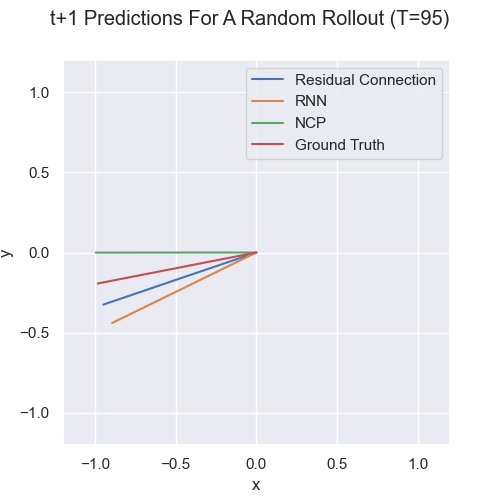 t+1 Predictions For A Random Rollout (T=95)
Residual Connection
RNN
NCP
Ground Truth
1.0
0.5
0.0
−0.5
−1.0
y
−1.0 −0.5 0.0 0.5 1.0
x